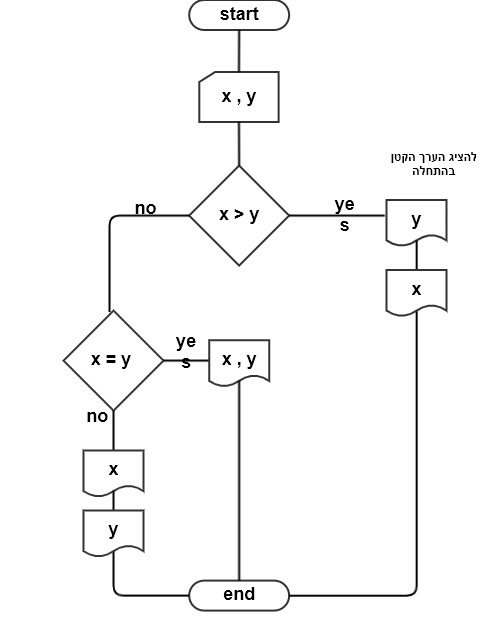 start
x , y
להציג הערך הקטן
בהתחלה
x > y
no
ye
s
y
x
x = y
ye
s
x , y
no
x
y
end